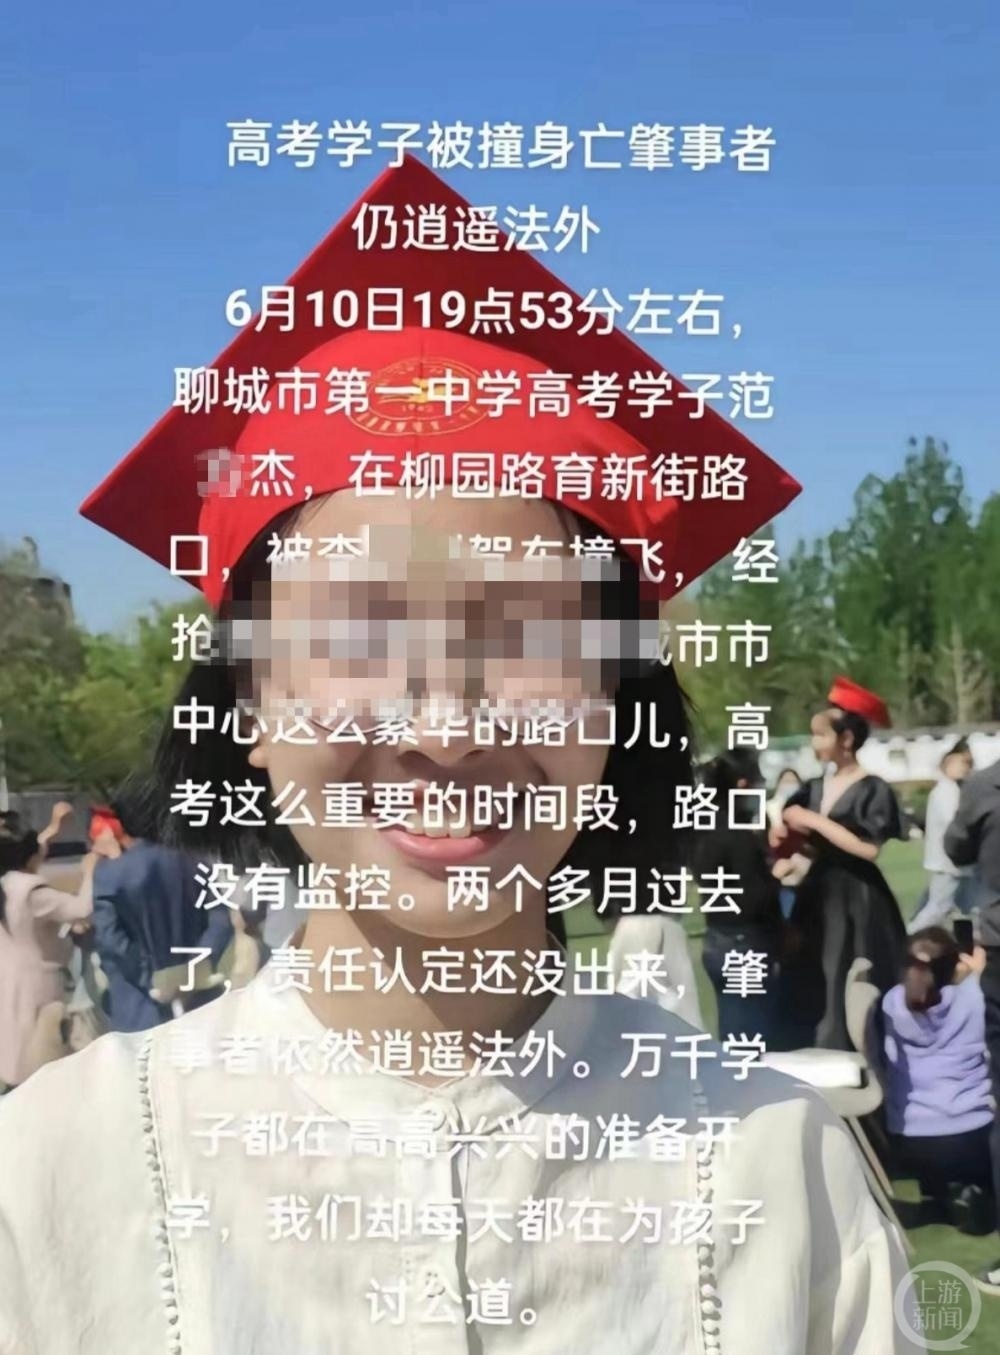 高考学子被撞身亡肇事者
仍逍遥法外
6月10日19点53分左右，
聊城市第一中学高考学子范
杰，在柳园路育新街路
口，被李 驾车撞飞，经
抢 城市市
中心这么繁华的路口儿，高
考这么重要的时间段，路口
没有监控。两个多月过去
了，责任认定还没出来，肇
事者依然逍遥法外。万千学
子都在高高兴兴的准备开
学，我们却每天都在为孩子
讨公道。
上游
新闻